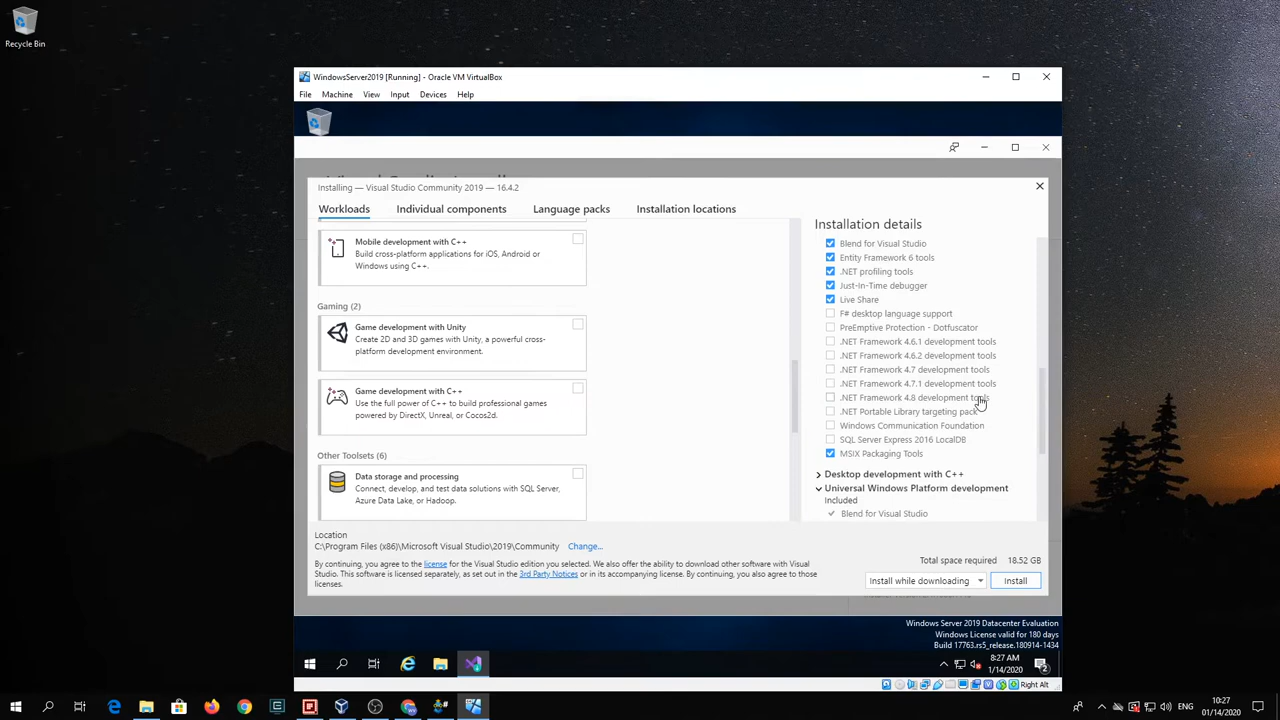 Recycle Bin
WindowsServer2019 [Running] - Oracle VM VirtualBox
File Machine View Input Devices Help
Installing — Visual Studio Community 2019 — 16.4.2
Workloads Individual components Language packs Installation locations
Mobile development with C++
Build cross-platform applications for iOS, Android or
Windows using C++.
Gaming (2)
Game development with Unity
Create 2D and 3D games with Unity, a powerful cross-
platform development environment.
Game development with C++
Use the full power of C++ to build professional games
powered by DirectX, Unreal, or Cocos2d.
Other Toolsets (6)
Data storage and processing
Connect, develop, and test data solutions with SQL Server,
Azure Data Lake, or Hadoop.
Installation details
Blend for Visual Studio
Entity Framework 6 tools
.NET profiling tools
Just-In-Time debugger
Live Share
F# desktop language support
PreEmptive Protection - Dotfuscator
.NET Framework 4.6.1 development tools
.NET Framework 4.6.2 development tools
.NET Framework 4.7 development tools
.NET Framework 4.7.1 development tools
.NET Framework 4.8 development tools
.NET Portable Library targeting pack
Windows Communication Foundation
SQL Server Express 2016 LocalDB
MSIX Packaging Tools
Desktop development with C++
Universal Windows Platform development
Included
Blend for Visual Studio
Location
C:\Program Files (x86)\Microsoft Visual Studio\2019\Community Change...
By continuing, you agree to the license for the Visual Studio edition you selected. We also offer the ability to download other software with Visual
Studio. This software is licensed separately, as set out in the 3rd Party Notices or in its accompanying license. By continuing, you also agree to those
licenses.
Total space required 18.52 GB
Install while downloading Install
Windows Server 2019 Datacenter Evaluation
Windows License valid for 180 days
Build 17763.rs5_release.180914-1434
8:27 AM
1/14/2020
2
Right Alt
ENG
10:27
01/14/2020